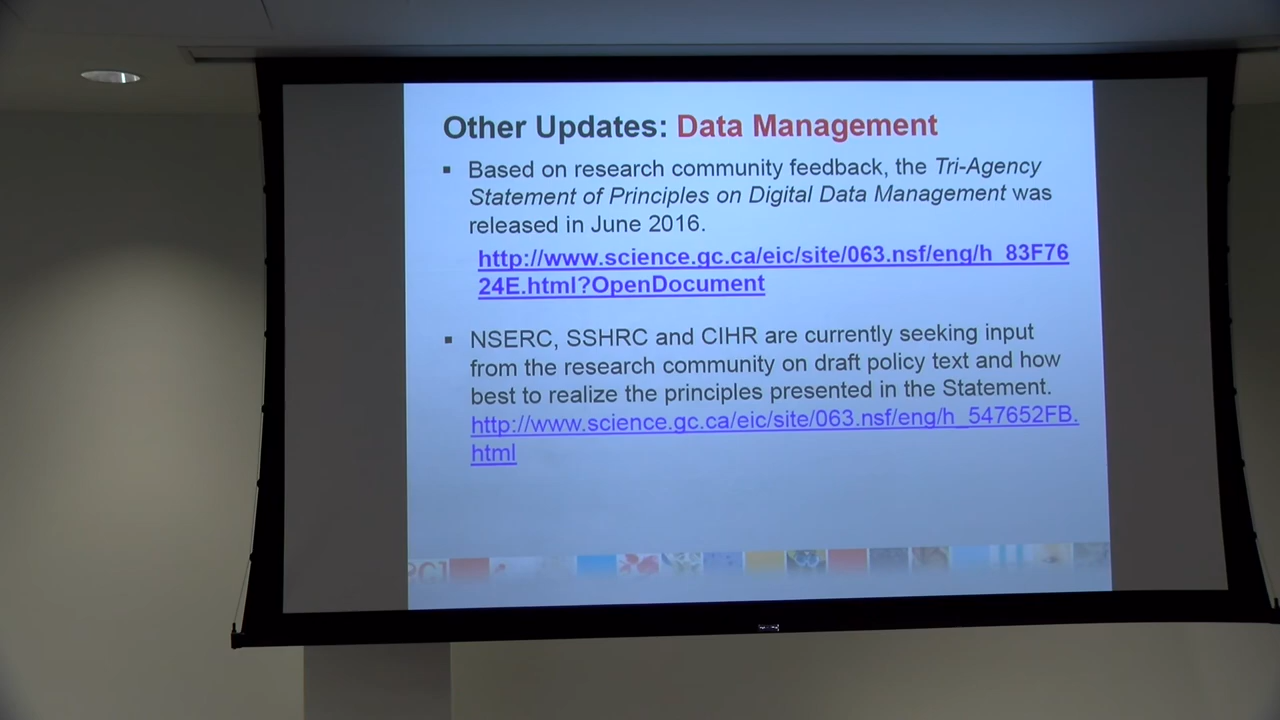 Other Updates: Data Management
▪ Based on research community feedback, the Tri-Agency
Statement of Principles on Digital Data Management was
released in June 2016.
http://www.science.gc.ca/eic/site/063.nsf/eng/h_83F76
24E.html?OpenDocument
▪ NSERC, SSHRC and CIHR are currently seeking input
from the research community on draft policy text and how
best to realize the principles presented in the Statement.
http://www.science.gc.ca/eic/site/063.nsf/eng/h_547652FB.
html